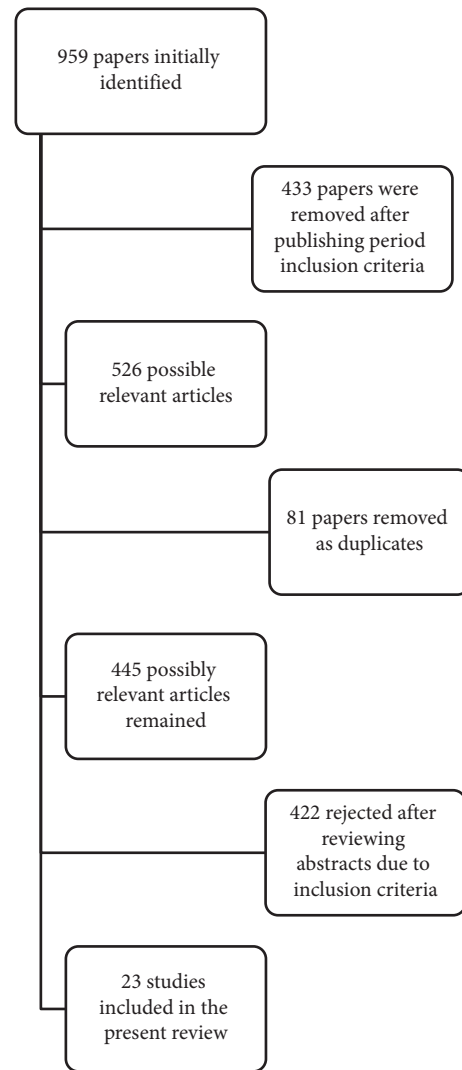 959 papers initially
identified
433 papers were
removed after
publishing period
inclusion criteria
526 possible
relevant articles
81 papers removed
as duplicates
445 possibly
relevant articles
remained
422 rejected after
reviewing
abstracts due to
inclusion criteria
23 studies
included in the
present review